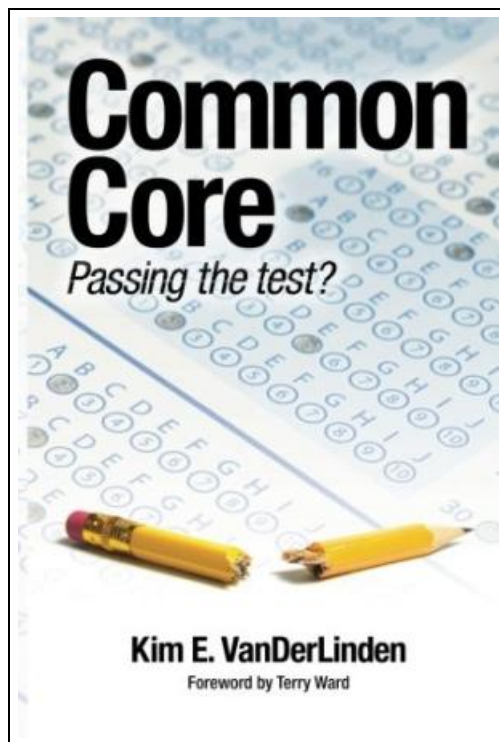 Common
Core
Passing the test?
Kim E. VanDerLinden
Foreword by Terry Ward